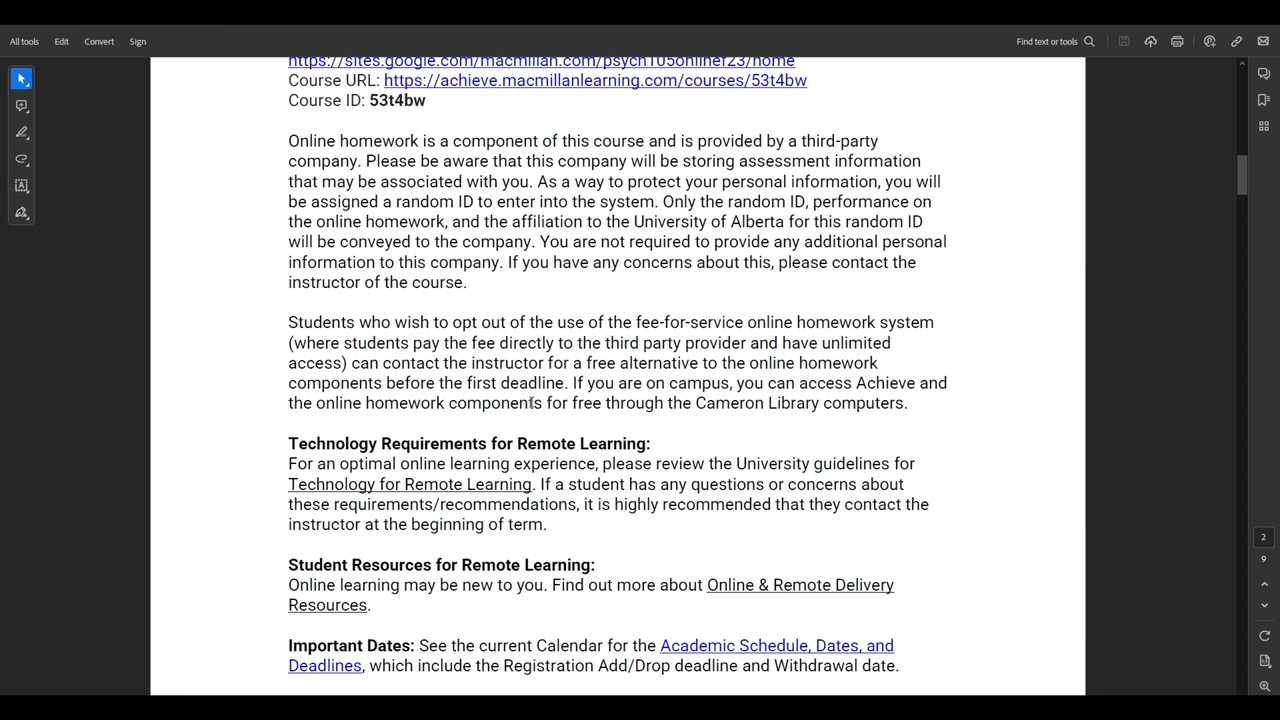 All tools Edit Convert Sign Find text or tools
https://sites.google.com/macmillan.com/psych105onlinef23/home
Course URL: https://achieve.macmillanlearning.com/courses/53t4bw
Course ID: 53t4bw
Online homework is a component of this course and is provided by a third-party
company. Please be aware that this company will be storing assessment information
that may be associated with you. As a way to protect your personal information, you will
be assigned a random ID to enter into the system. Only the random ID, performance on
the online homework, and the affiliation to the University of Alberta for this random ID
will be conveyed to the company. You are not required to provide any additional personal
information to this company. If you have any concerns about this, please contact the
instructor of the course.
Students who wish to opt out of the use of the fee-for-service online homework system
(where students pay the fee directly to the third party provider and have unlimited
access) can contact the instructor for a free alternative to the online homework
components before the first deadline. If you are on campus, you can access Achieve and
the online homework components for free through the Cameron Library computers.
Technology Requirements for Remote Learning:
For an optimal online learning experience, please review the University guidelines for
Technology for Remote Learning. If a student has any questions or concerns about
these requirements/recommendations, it is highly recommended that they contact the
instructor at the beginning of term.
Student Resources for Remote Learning:
Online learning may be new to you. Find out more about Online & Remote Delivery
Resources.
Important Dates: See the current Calendar for the Academic Schedule, Dates, and
Deadlines, which include the Registration Add/Drop deadline and Withdrawal date.
2
9